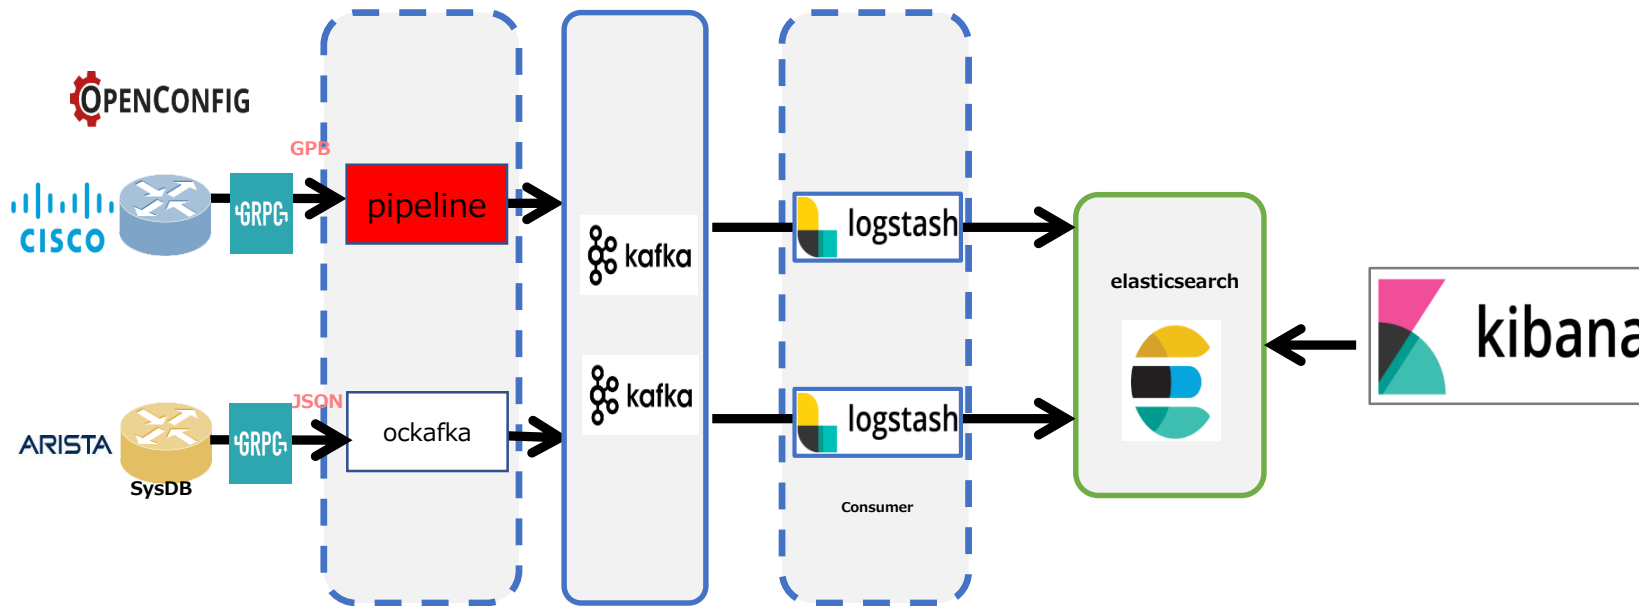 OPENCONFIG
GPB
CISCO
GRPC
pipeline
kafka
logstash
elasticsearch
kibana
JSON
ARISTA
SysDB
GRPC
ockafka
kafka
logstash
Consumer